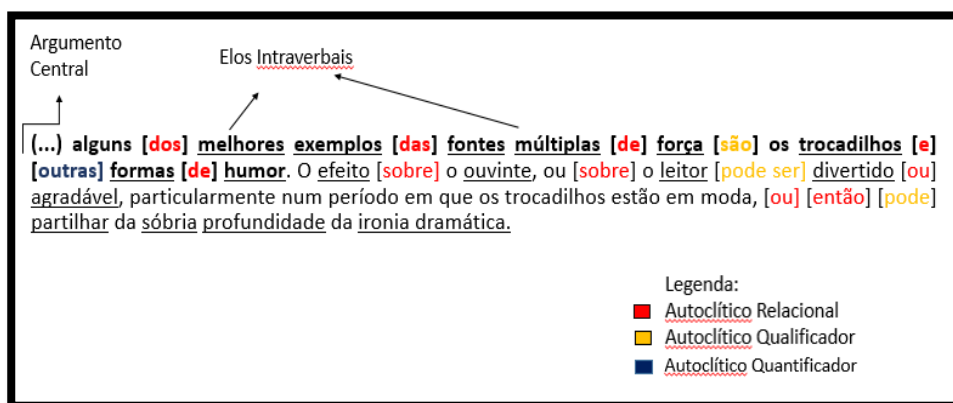 Argumento
Central
Elos Intraverbais
(...) alguns [dos] melhores exemplos [das] fontes múltiplas [de] força [são] os trocadilhos [e]
[outras] formas [de] humor. O efeito [sobre] o ouvinte, ou [sobre] o leitor [pode ser] divertido [ou]
agradável, particularmente num período em que os trocadilhos estão em moda, [ou] [então] [pode]
partilhar da sóbria profundidade da ironia dramática.
Legenda:
Autoclítico Relacional
Autoclítico Qualificador
Autoclítico Quantificador